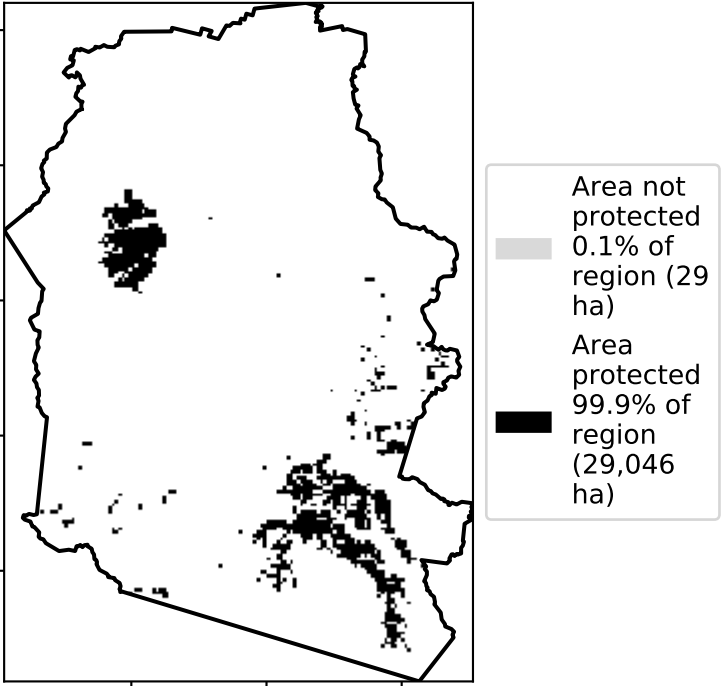 Area not
protected
0.1% of
region (29
ha)
Area
protected
99.9% of
region
(29,046
ha)